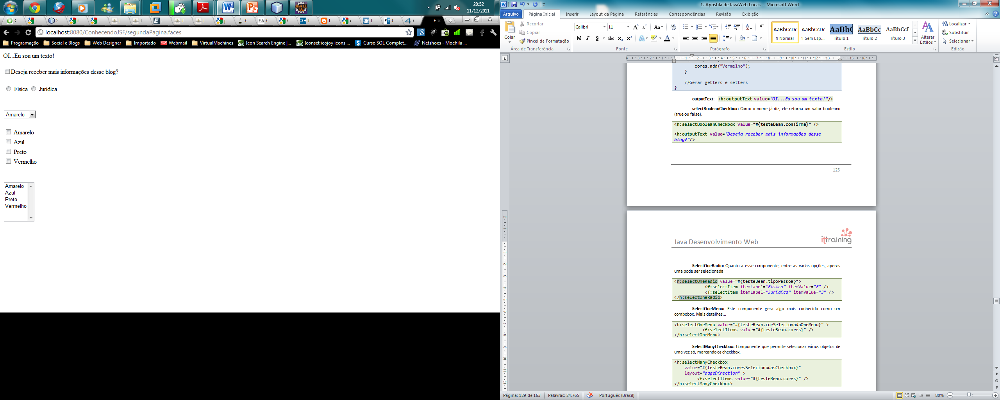 20:52
11/12/2011
localhost:8080/ConhecendoJSF/segundaPagina.faces
Programação Social e Blogs Web Designer Importado Webmail VirtualMachines Icon Search Engine |... Iconset:icojoy icons ... Curso SQL Complet... Netshoes - Mochila ...
OI...Eu sou um texto!
Deseja receber mais informações desse blog?
Fisica Juridica
Amarelo
Amarelo
Azul
Preto
Vermelho
Amarelo
Azul
Preto
Vermelho
1. Apostila de JavaWeb Lucas - Microsoft Word
Arquivo Página Inicial Inserir Layout da Página Referências Correspondências Revisão Exibição
Colar
Recortar
Copiar
Pincel de Formatação
Área de Transferência
Calibri 11
Fonte
Parágrafo
AaBbCcDc AaBbCcDc AaBbC AaBbCc AaBbCcI
¶ Normal ¶ Sem Esp... Título 1 Título 2 Título 3
Alterar
Estilos
Estilo
Localizar
Substituir
Selecionar
Edição
cores.add("Vermelho");
}
//Gerar getters e setters
}
outputText: <h:outputText value="OI...Eu sou um texto!"/>
selectBooleanCheckbox: Como o nome já diz, ele retorna um valor booleano
(true ou false).
<h:selectBooleanCheckbox value="#{testeBean.confirma}" />
<h:outputText value="Deseja receber mais informações desse
blog?"/>
125
Java Desenvolvimento Web
ittraining
SelectOneRadio: Quanto a esse componente, entre as várias opções, apenas
uma pode ser selecionada
<h:selectOneRadio value="#{testeBean.tipoPessoa}">
<f:selectItem itemLabel="Fisica" itemValue="F" />
<f:selectItem itemLabel="Juridica" itemValue="J" />
</h:selectOneRadio>
SelectOneMenu: Este componente gera algo mais conhecido como um
combobox. Mais detalhes...
<h:selectOneMenu value="#{testeBean.corSelecionadaOneMenu}" >
<f:selectItems value="#{testeBean.cores}" />
</h:selectOneMenu>
SelectManyCheckbox: Componente que permite selecionar vários objetos de
uma vez só, marcando os checkbox.
<h:selectManyCheckbox
value="#{testeBean.coresSelecionadasCheckbox}"
layout="pageDirection" >
<f:selectItems value="#{testeBean.cores}" />
</h:selectManyCheckbox>
Página: 129 de 163 Palavras: 24.765 Português (Brasil) 80%